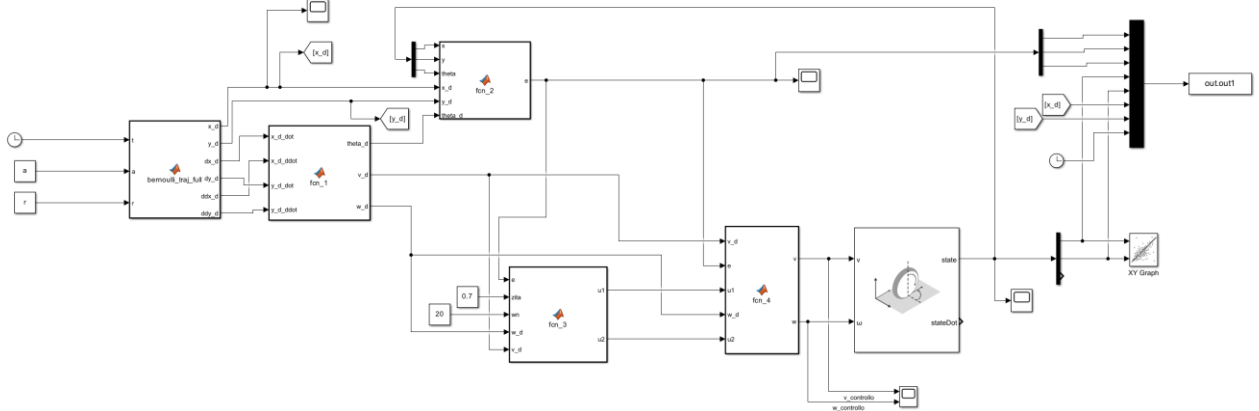 [x_d]
x
y
theta
x_d
y_d
theta_d
e
fcn_2
[y_d]
[x_d]
[y_d]
out.out1
t
a
r
a
r
bernoulli_traj_full
x_d
y_d
dx_d
dy_d
ddx_d
ddy_d
x_d_dot
x_d_ddot
y_d_dot
y_d_ddot
fcn_1
theta_d
v_d
w_d
0.7
20
e
zita
wn
w_d
v_d
fcn_3
u1
u2
v_d
e
u1
w_d
u2
fcn_4
v
w
v
ω
state
stateDot
XY Graph
v_controllo
w_controllo